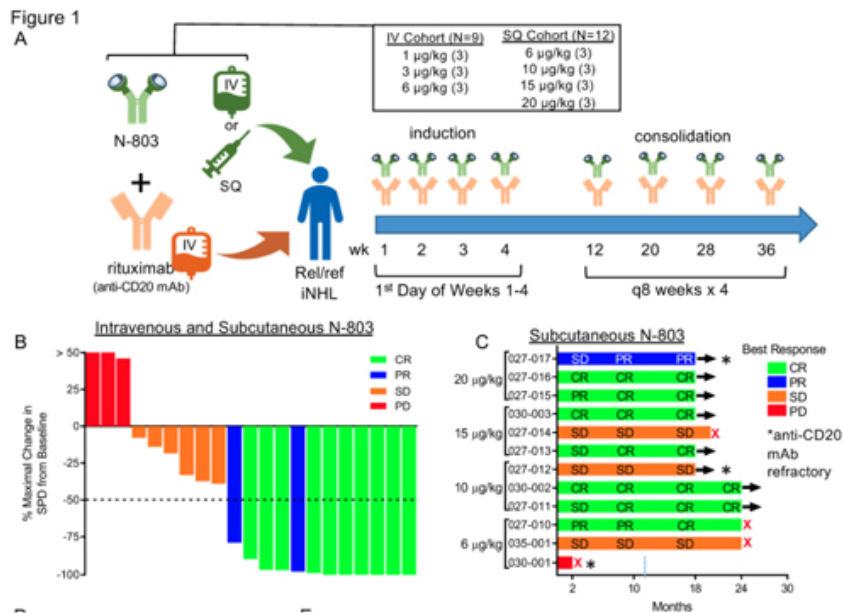 Figure 1
A
IV Cohort (N=9)
1 µg/kg (3)
3 µg/kg (3)
6 µg/kg (3)
SQ Cohort (N=12)
6 µg/kg (3)
10 µg/kg (3)
15 µg/kg (3)
20 µg/kg (3)
N-803
IV
or
SQ
+
rituximab
(anti-CD20 mAb)
IV
Rel/ref
iNHL
induction
consolidation
wk 1 2 3 4 12 20 28 36
1st Day of Weeks 1-4
q8 weeks x 4
B
Intravenous and Subcutaneous N-803
% Maximal Change in
SPD from Baseline
> 50
25
0
-25
-50
-75
-100
CR
PR
SD
PD
C
Subcutaneous N-803
20 µg/kg
027-017 SD PR PR *
027-016 CR CR CR
027-015 PR CR CR
15 µg/kg
030-003 CR CR CR
027-014 SD SD SD X
027-013 SD CR CR
10 µg/kg
027-012 SD SD SD *
030-002 CR CR CR CR
027-011 SD CR CR CR
6 µg/kg
027-010 PR PR CR X
035-001 SD SD SD X
030-001 X *
2 10 18 24 30
Months
Best Response
CR
PR
SD
PD
*anti-CD20
mAb
refractory